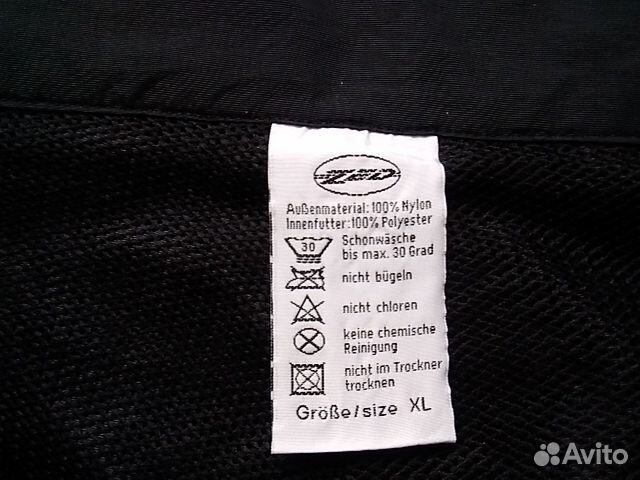 ZED
Außenmaterial:100% Nylon
Innenfutter:100% Polyester
30
Schonwäsche
bis max. 30 Grad
nicht bügeln
nicht chloren
keine chemische
Reinigung
nicht im Trockner
trocknen
Größe/size XL
Avito